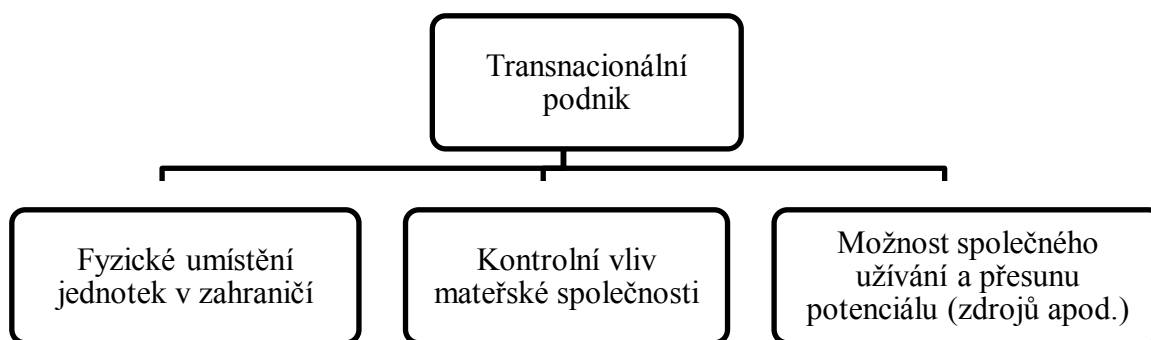 Transnacionální
podnik
Fyzické umístění
jednotek v zahraničí
Kontrolní vliv
mateřské společnosti
Možnost společného
užívání a přesunu
potenciálu (zdrojů apod.)